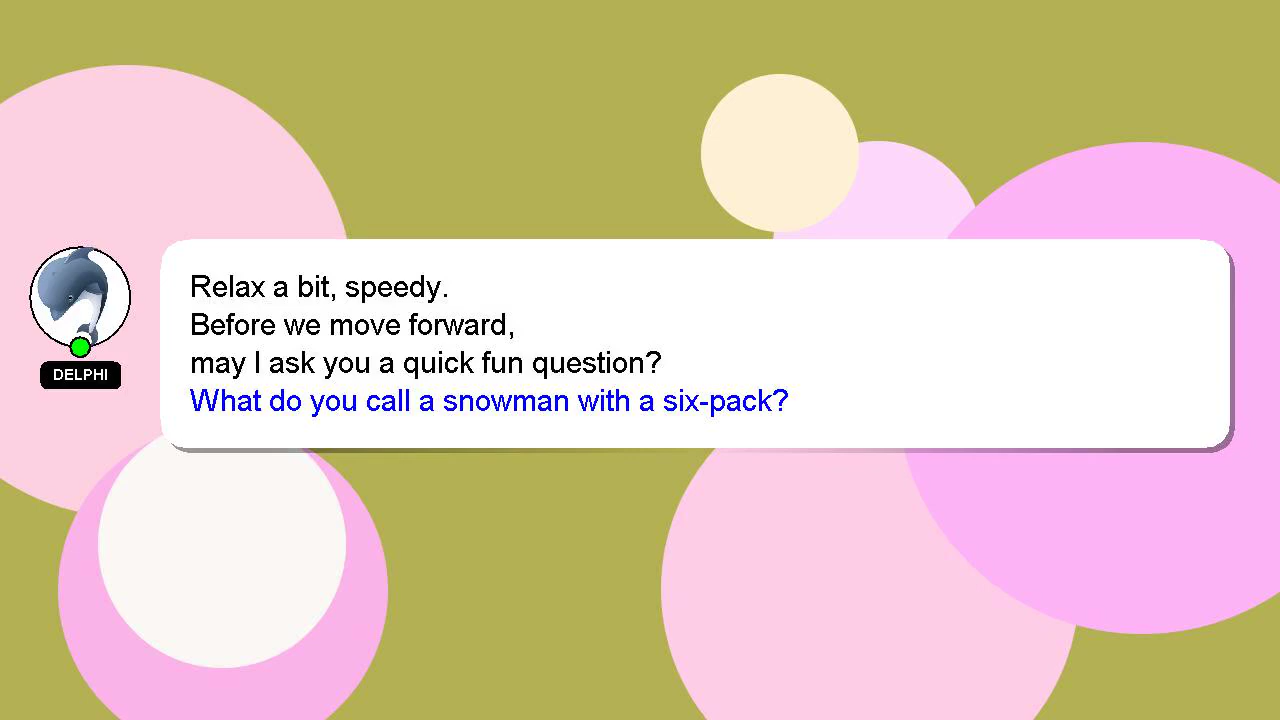 Relax a bit, speedy.
Before we move forward,
may I ask you a quick fun question?
What do you call a snowman with a six-pack?
DELPHI